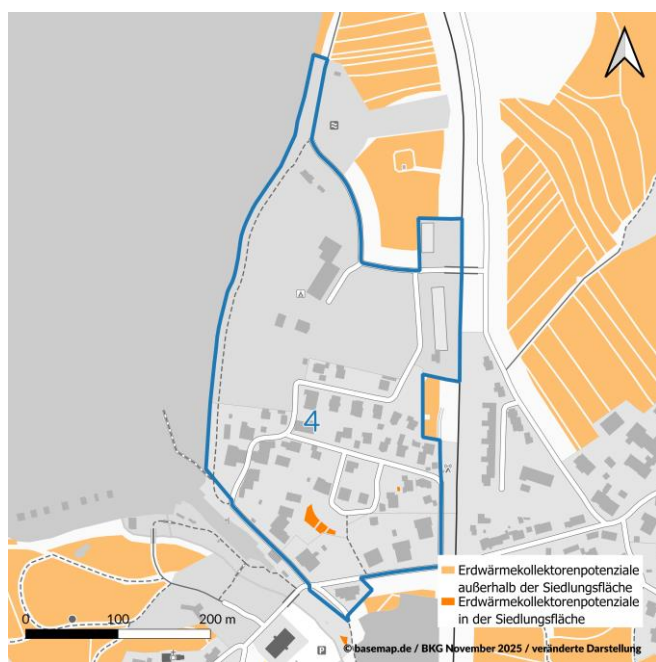 A
4
Erdwärmekollektorenpotenziale
außerhalb der Siedlungsfläche
Erdwärmekollektorenpotenziale
in der Siedlungsfläche
0 100 200 m
P
© basemap.de / BKG November 2025 / veränderte Darstellung